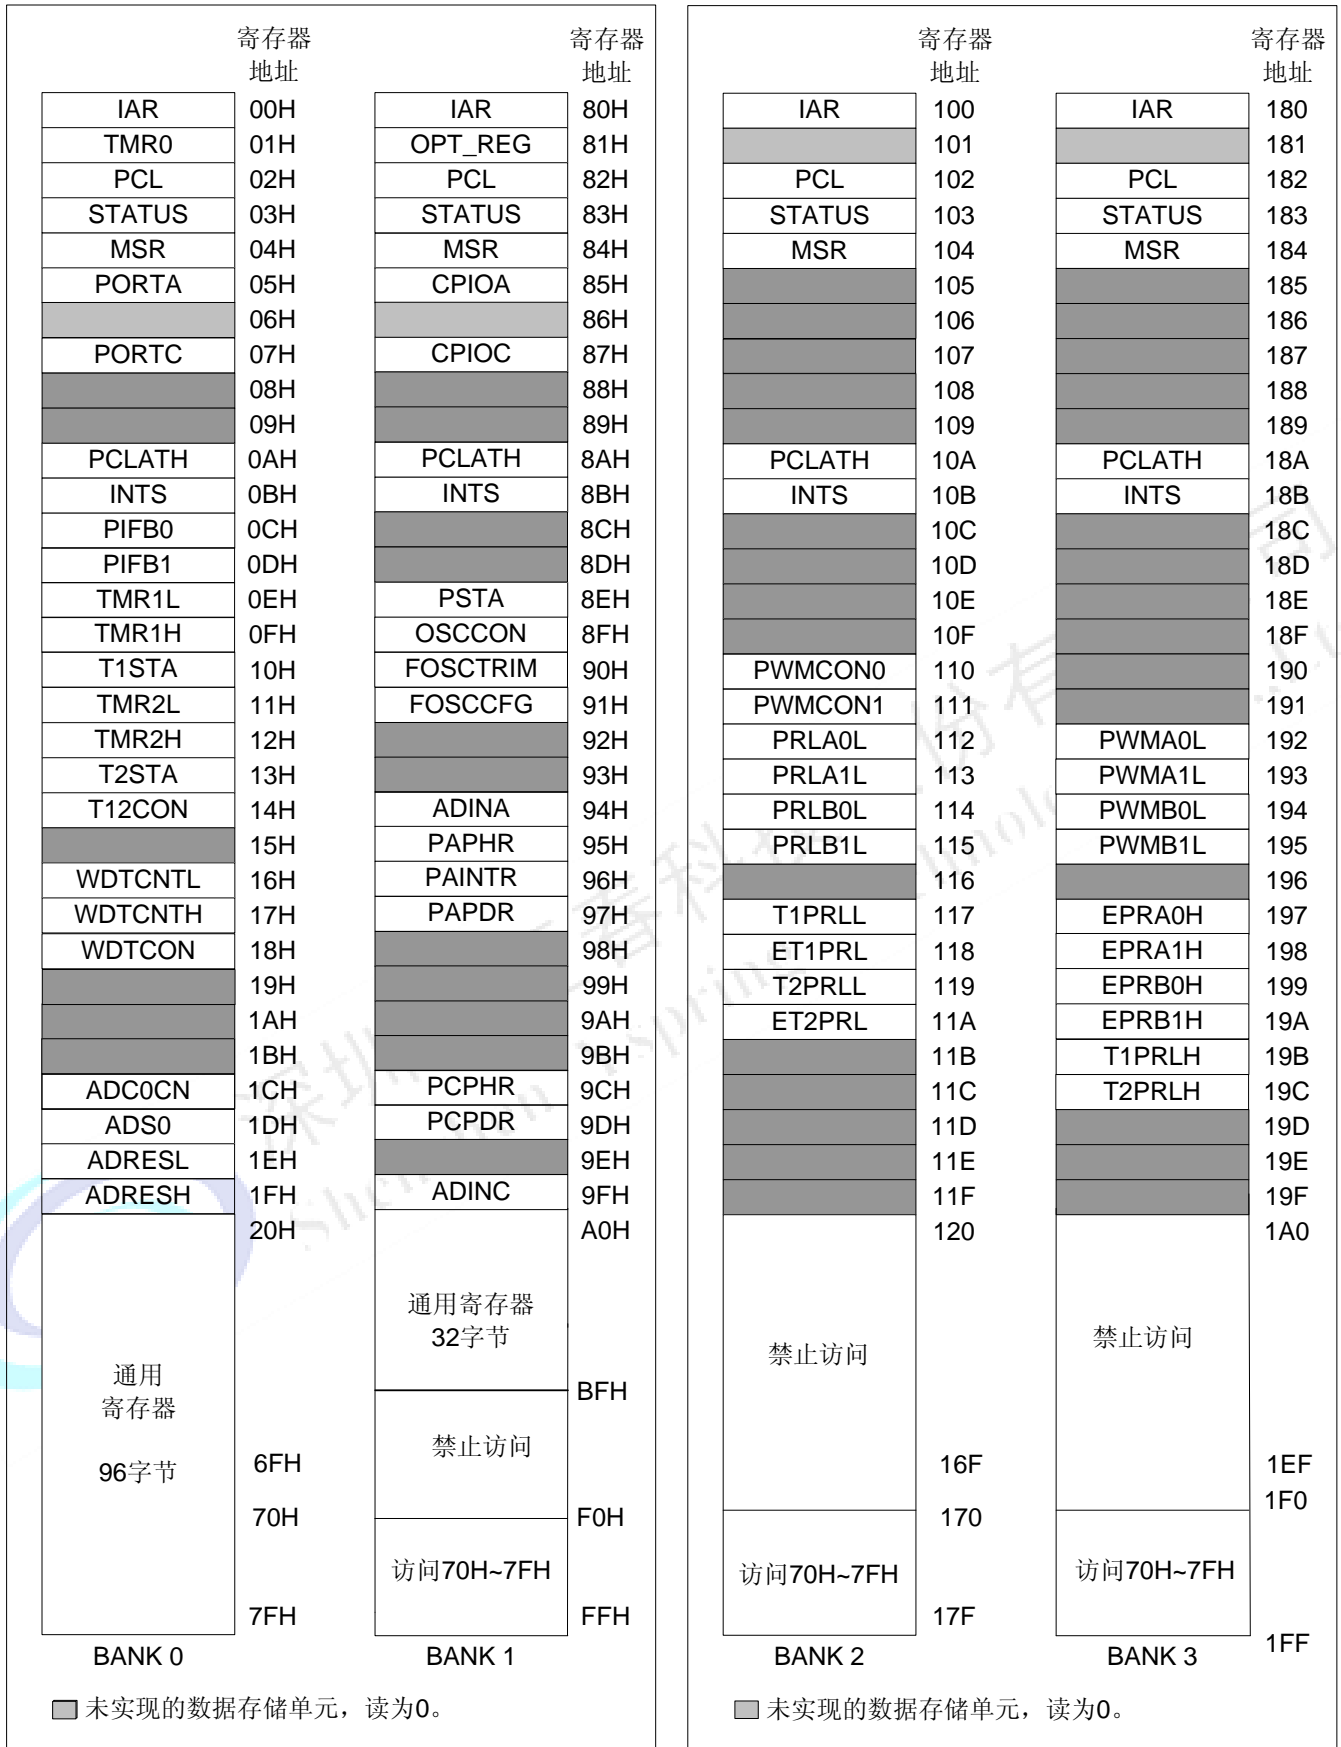 寄存器
地址
寄存器
地址
IAR 00H IAR 80H
TMR0 01H OPT_REG 81H
PCL 02H PCL 82H
STATUS 03H STATUS 83H
MSR 04H MSR 84H
PORTA 05H CPIOA 85H
06H 86H
PORTC 07H CPIOC 87H
08H 88H
09H 89H
PCLATH 0AH PCLATH 8AH
INTS 0BH INTS 8BH
PIFB0 0CH 8CH
PIFB1 0DH 8DH
TMR1L 0EH PSTA 8EH
TMR1H 0FH OSCCON 8FH
T1STA 10H FOSCTRIM 90H
TMR2L 11H FOSCCFG 91H
TMR2H 12H 92H
T2STA 13H 93H
T12CON 14H ADINA 94H
15H PAPHR 95H
WDTCNTL 16H PAINTR 96H
WDTCNTH 17H PAPDR 97H
WDTCON 18H 98H
19H 99H
1AH 9AH
1BH 9BH
ADC0CN 1CH PCPHR 9CH
ADS0 1DH PCPDR 9DH
ADRESL 1EH 9EH
ADRESH 1FH ADINC 9FH
20H A0H
通用寄存器
32字节
通用
寄存器
96字节
BFH
禁止访问
6FH
70H F0H
访问70H~7FH
7FH FFH
BANK 0 BANK 1
未实现的数据存储单元，读为0。
寄存器
地址
寄存器
地址
IAR 100 IAR 180
101 181
PCL 102 PCL 182
STATUS 103 STATUS 183
MSR 104 MSR 184
105 185
106 186
107 187
108 188
109 189
PCLATH 10A PCLATH 18A
INTS 10B INTS 18B
10C 18C
10D 18D
10E 18E
10F 18F
PWMCON0 110 190
PWMCON1 111 191
PRLA0L 112 PWMA0L 192
PRLA1L 113 PWMA1L 193
PRLB0L 114 PWMB0L 194
PRLB1L 115 PWMB1L 195
116 196
T1PRLL 117 EPRA0H 197
ET1PRL 118 EPRA1H 198
T2PRLL 119 EPRB0H 199
ET2PRL 11A EPRB1H 19A
11B T1PRLH 19B
11C T2PRLH 19C
11D 19D
11E 19E
11F 19F
120 1A0
禁止访问
禁止访问
16F 1EF
170 1F0
访问70H~7FH
访问70H~7FH
17F 1FF
BANK 2 BANK 3
未实现的数据存储单元，读为0。